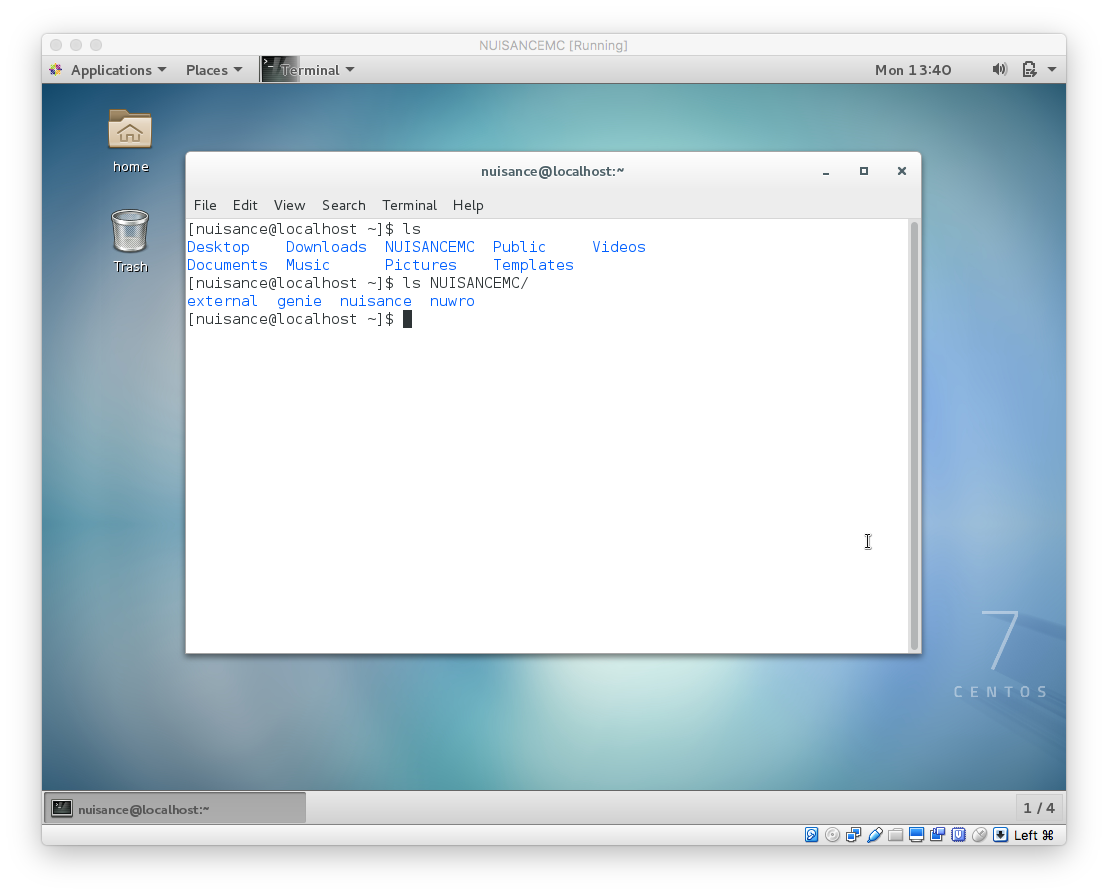 NUISANCEMC [Running]
Applications Places Terminal Mon 13:40
home
Trash
nuisance@localhost:~
File Edit View Search Terminal Help
[nuisance@localhost ~]$ ls
Desktop Downloads NUISANCEMC Public Videos
Documents Music Pictures Templates
[nuisance@localhost ~]$ ls NUISANCEMC/
external genie nuisance nuwro
[nuisance@localhost ~]$
7
CENTOS
nuisance@localhost:~ 1 / 4
Left ⌘